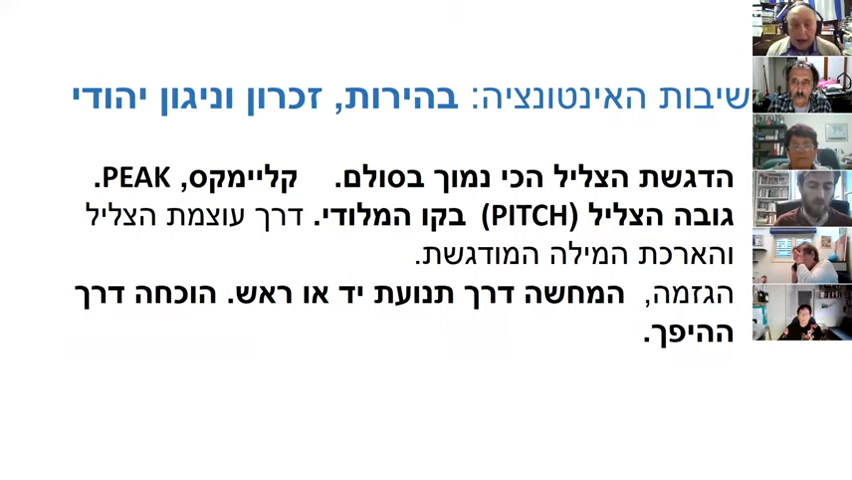 שיבות האינטונציה: בהירות, זכרון וניגון יהודי
הדגשת הצליל הכי נמוך בסולם. קליימקס, PEAK.
גובה הצליל (PITCH) בקו המלודי. דרך עוצמת הצליל
והארכת המילה המודגשת.
הגזמה, המחשה דרך תנועת יד או ראש. הוכחה דרך
ההיפך.